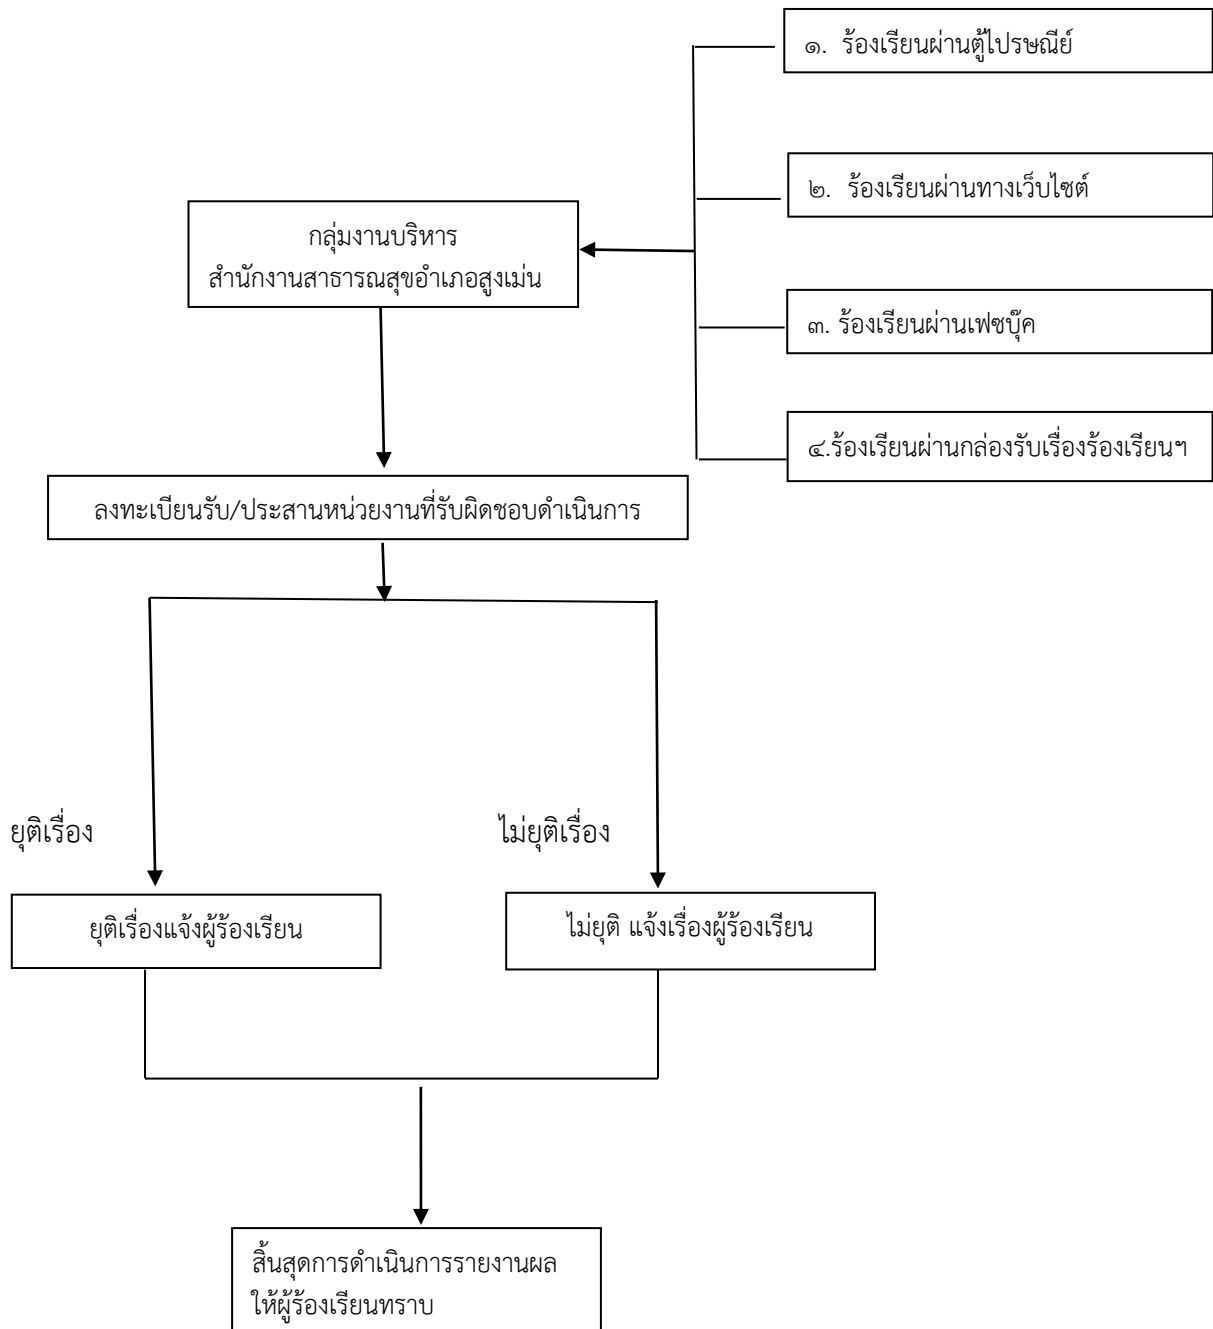 ๑. ร้องเรียนผ่านตู้ไปรษณีย์
๒. ร้องเรียนผ่านทางเว็บไซต์
กลุ่มงานบริหาร
สำนักงานสาธารณสุขอำเภอสูงเม่น
๓. ร้องเรียนผ่านเฟซบุ๊ค
๔.ร้องเรียนผ่านกล่องรับเรื่องร้องเรียนฯ
ลงทะเบียนรับ/ประสานหน่วยงานที่รับผิดชอบดำเนินการ
ยุติเรื่อง
ไม่ยุติเรื่อง
ยุติเรื่องแจ้งผู้ร้องเรียน
ไม่ยุติ แจ้งเรื่องผู้ร้องเรียน
สิ้นสุดการดำเนินการรายงานผล
ให้ผู้ร้องเรียนทราบ